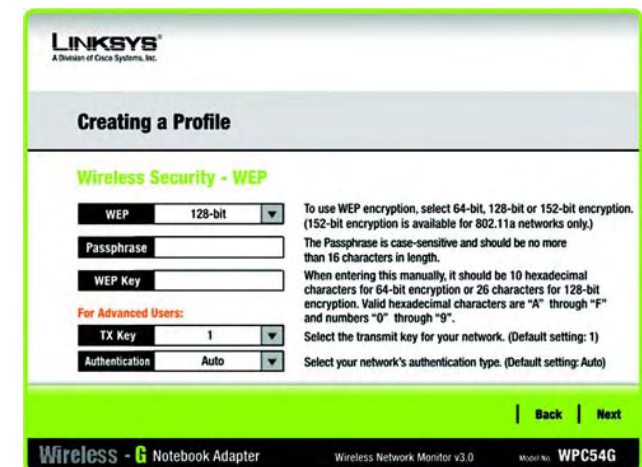 LINKSYS®
A Division of Cisco Systems, Inc.
Creating a Profile
Wireless Security - WEP
WEP 128-bit
To use WEP encryption, select 64-bit, 128-bit or 152-bit encryption.
(152-bit encryption is available for 802.11a networks only.)
Passphrase
The Passphrase is case-sensitive and should be no more
than 16 characters in length.
WEP Key
When entering this manually, it should be 10 hexadecimal
characters for 64-bit encryption or 26 characters for 128-bit
encryption. Valid hexadecimal characters are "A" through "F"
and numbers "0" through "9".
For Advanced Users:
TX Key 1
Select the transmit key for your network. (Default setting: 1)
Authentication Auto
Select your network's authentication type. (Default setting: Auto)
Back | Next
Wireless - G Notebook Adapter Wireless Network Monitor v3.0 Model No. WPC54G